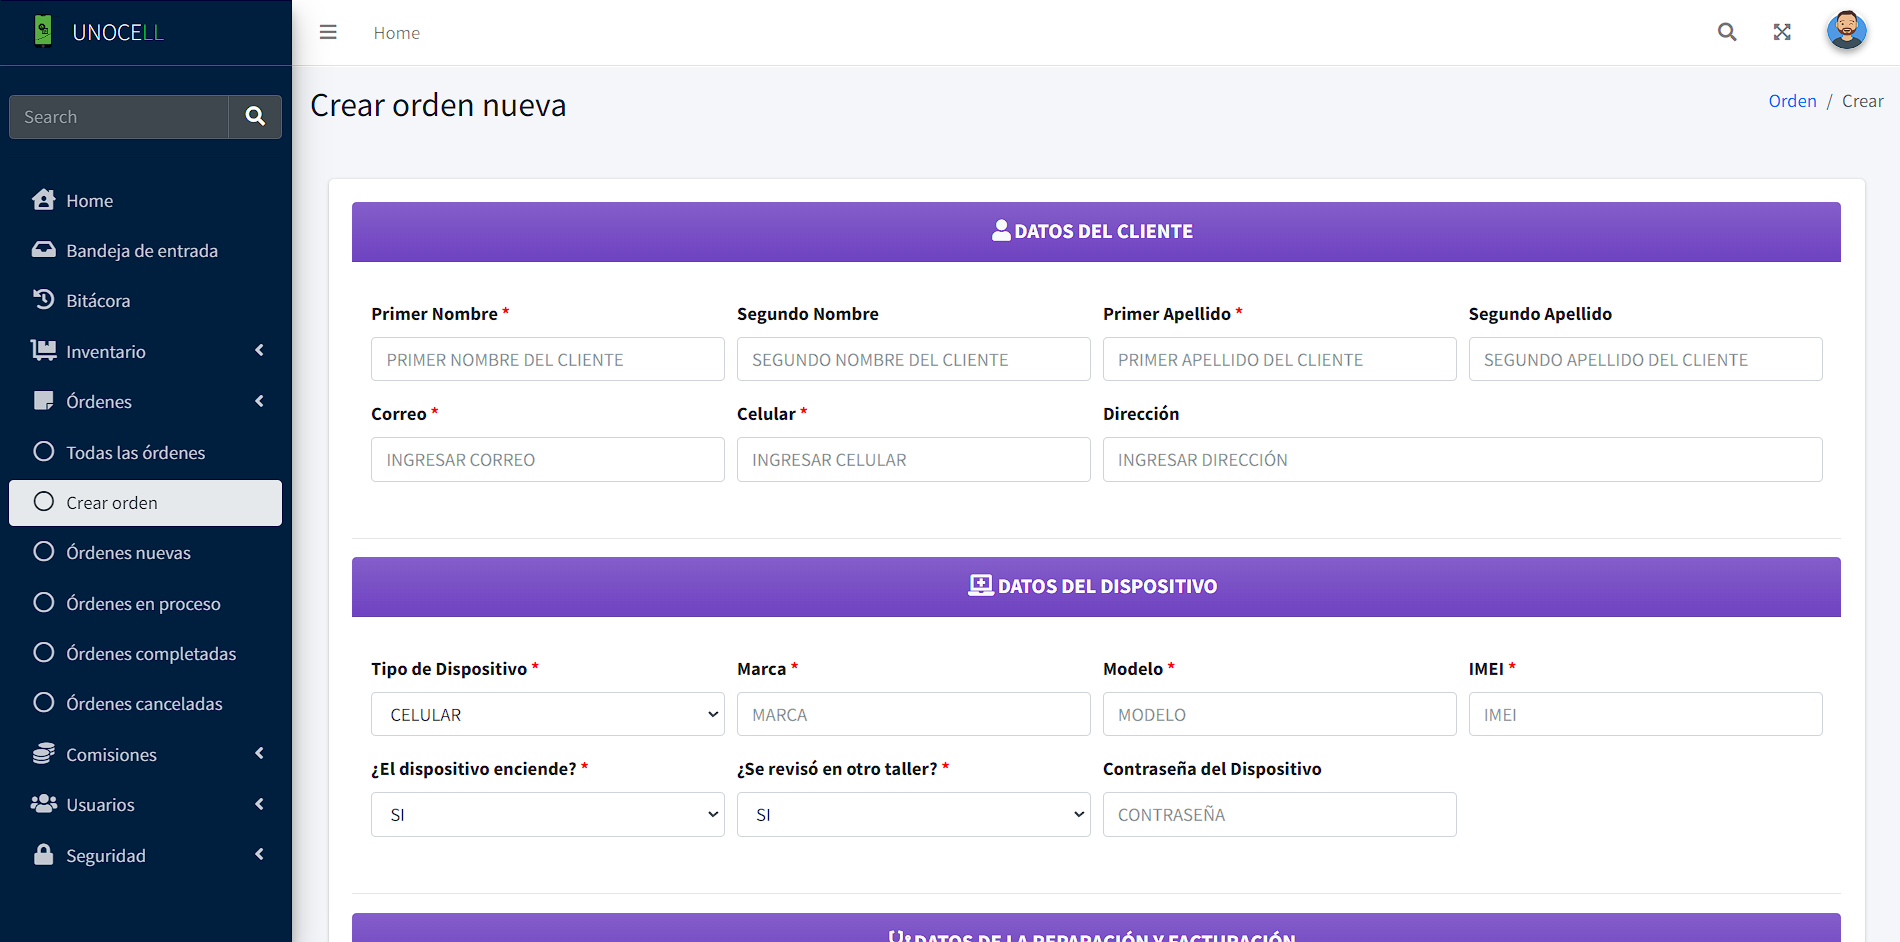 UNOCELL
Home
Search
Home
Bandeja de entrada
Bitácora
Inventario
Órdenes
Todas las órdenes
Crear orden
Órdenes nuevas
Órdenes en proceso
Órdenes completadas
Órdenes canceladas
Comisiones
Usuarios
Seguridad
Crear orden nueva
Orden / Crear
DATOS DEL CLIENTE
Primer Nombre * Segundo Nombre Primer Apellido * Segundo Apellido
PRIMER NOMBRE DEL CLIENTE SEGUNDO NOMBRE DEL CLIENTE PRIMER APELLIDO DEL CLIENTE SEGUNDO APELLIDO DEL CLIENTE
Correo * Celular * Dirección
INGRESAR CORREO INGRESAR CELULAR INGRESAR DIRECCIÓN
DATOS DEL DISPOSITIVO
Tipo de Dispositivo * Marca * Modelo * IMEI *
CELULAR MARCA MODELO IMEI
¿El dispositivo enciende? * ¿Se revisó en otro taller? * Contraseña del Dispositivo
SI SI CONTRASEÑA
DATOS DE LA REPARACIÓN Y FACTURACIÓN